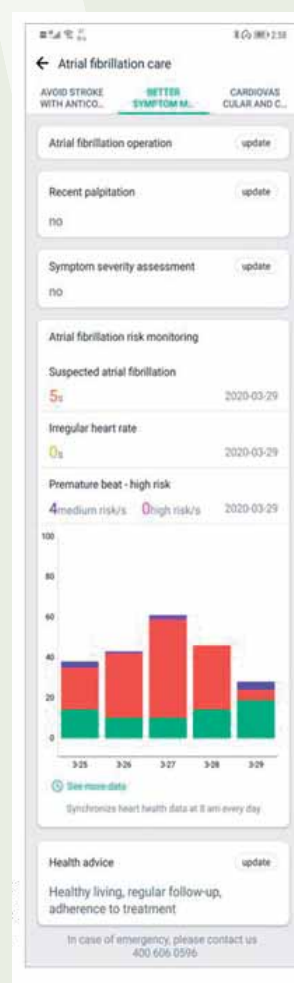 2:58
← Atrial fibrillation care
AVOID STROKE
WITH ANTICO...
BETTER
SYMPTOM M...
CARDIOVAS
CULAR AND C...
Atrial fibrillation operation
update
Recent palpitation
update
no
Symptom severity assessment
update
no
Atrial fibrillation risk monitoring
Suspected atrial fibrillation
5s
2020-03-29
Irregular heart rate
0s
2020-03-29
Premature beat - high risk
4medium risk/s 0high risk/s 2020-03-29
100
80
60
40
20
0
3-25 3-26 3-27 3-28 3-29
See more data
Synchronize heart health data at 8 am every day
Health advice
update
Healthy living, regular follow-up,
adherence to treatment
In case of emergency, please contact us
400 606 0596